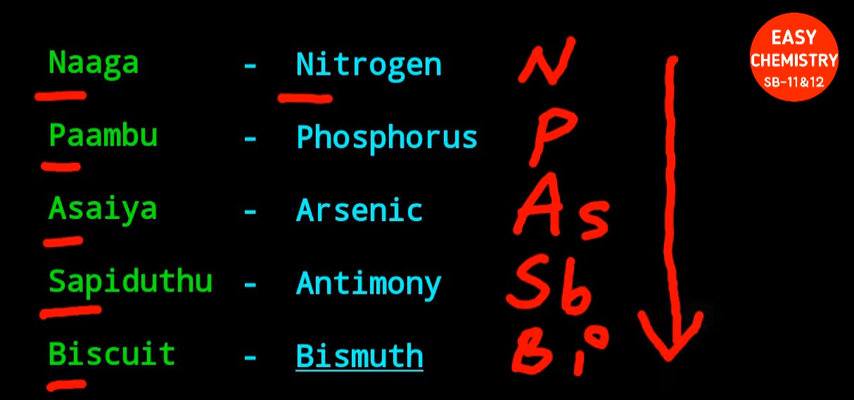 Naaga - Nitrogen N
Paambu - Phosphorus P
Asaiya - Arsenic As
Sapiduthu - Antimony Sb
Biscuit - Bismuth Bi
EASY
CHEMISTRY
SB-11&12